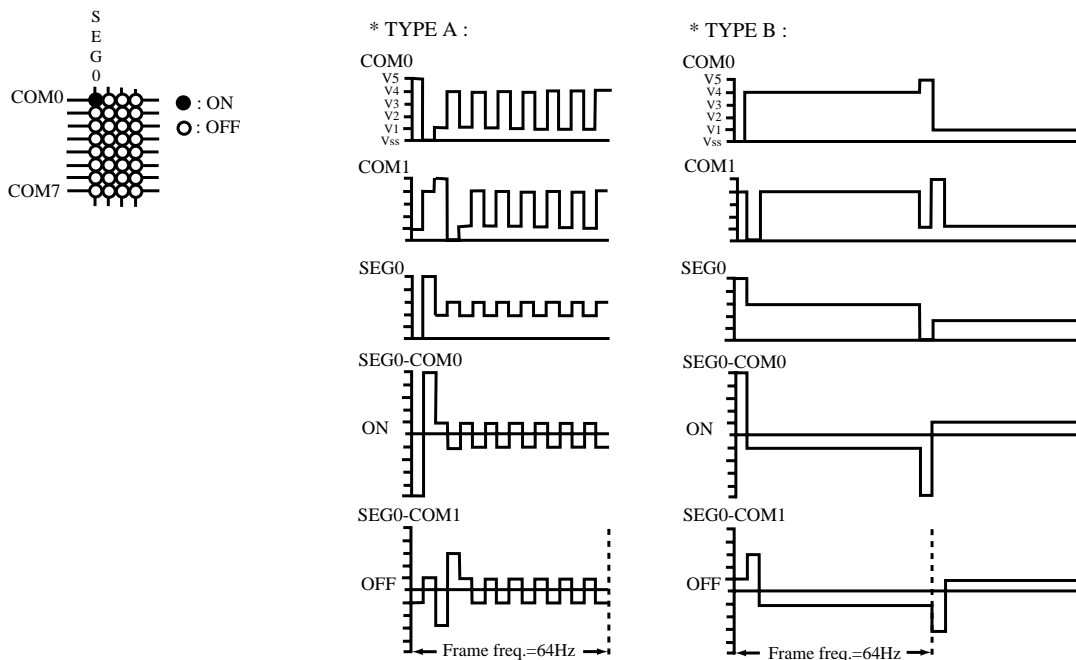 S
E
G
0
COM0
COM7
: ON
: OFF
* TYPE A :
COM0
V5
V4
V3
V2
V1
Vss
COM1
SEG0
SEG0-COM0
ON
SEG0-COM1
OFF
Frame freq.=64Hz
* TYPE B :
COM0
V5
V4
V3
V2
V1
Vss
COM1
SEG0
SEG0-COM0
ON
SEG0-COM1
OFF
Frame freq.=64Hz